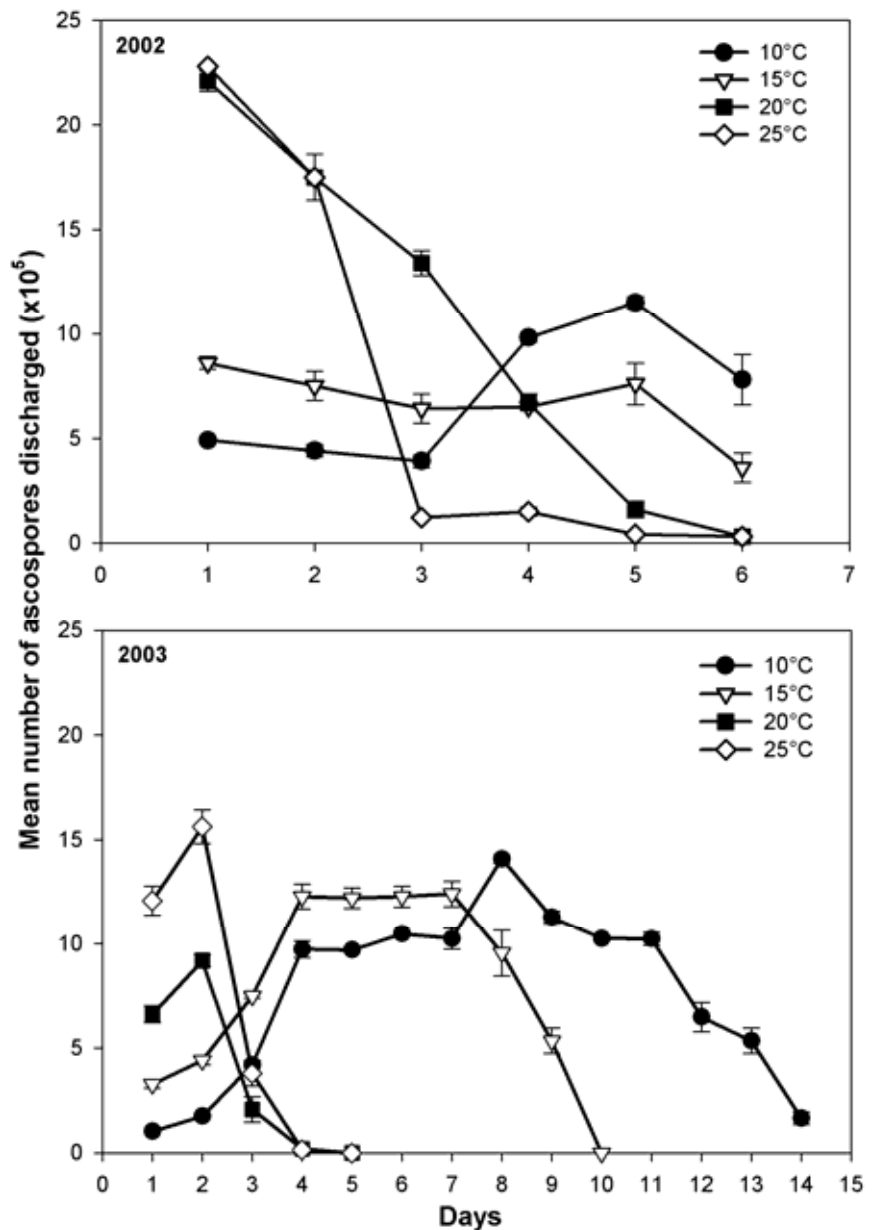 Mean number of ascospores discharged (x10⁵)
25
20
15
10
5
0
2002
10°C
15°C
20°C
25°C
0 1 2 3 4 5 6 7
25
20
15
10
5
0
2003
10°C
15°C
20°C
25°C
0 1 2 3 4 5 6 7 8 9 10 11 12 13 14 15
Days